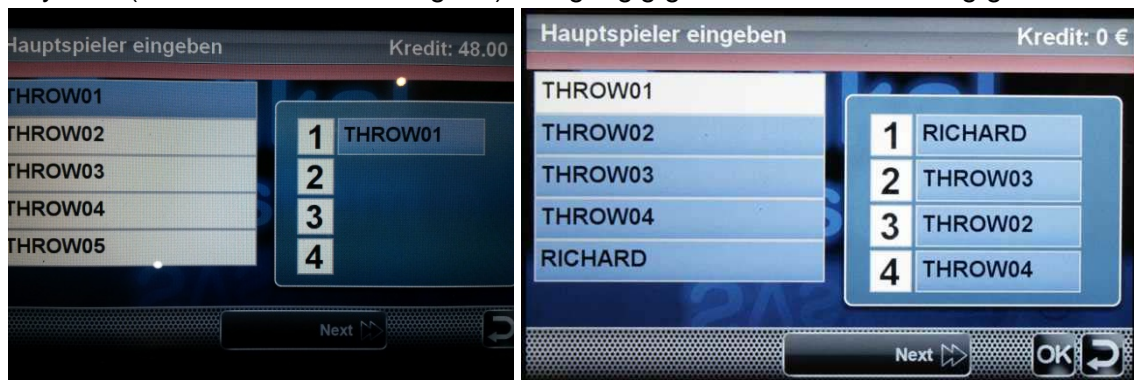 Hauptspieler eingeben Kredit: 48.00
THROW01
THROW02
THROW03
THROW04
THROW05
1 THROW01
2
3
4
Next
Hauptspieler eingeben Kredit: 0 €
THROW01
THROW02
THROW03
THROW04
RICHARD
1 RICHARD
2 THROW03
3 THROW02
4 THROW04
Next
OK